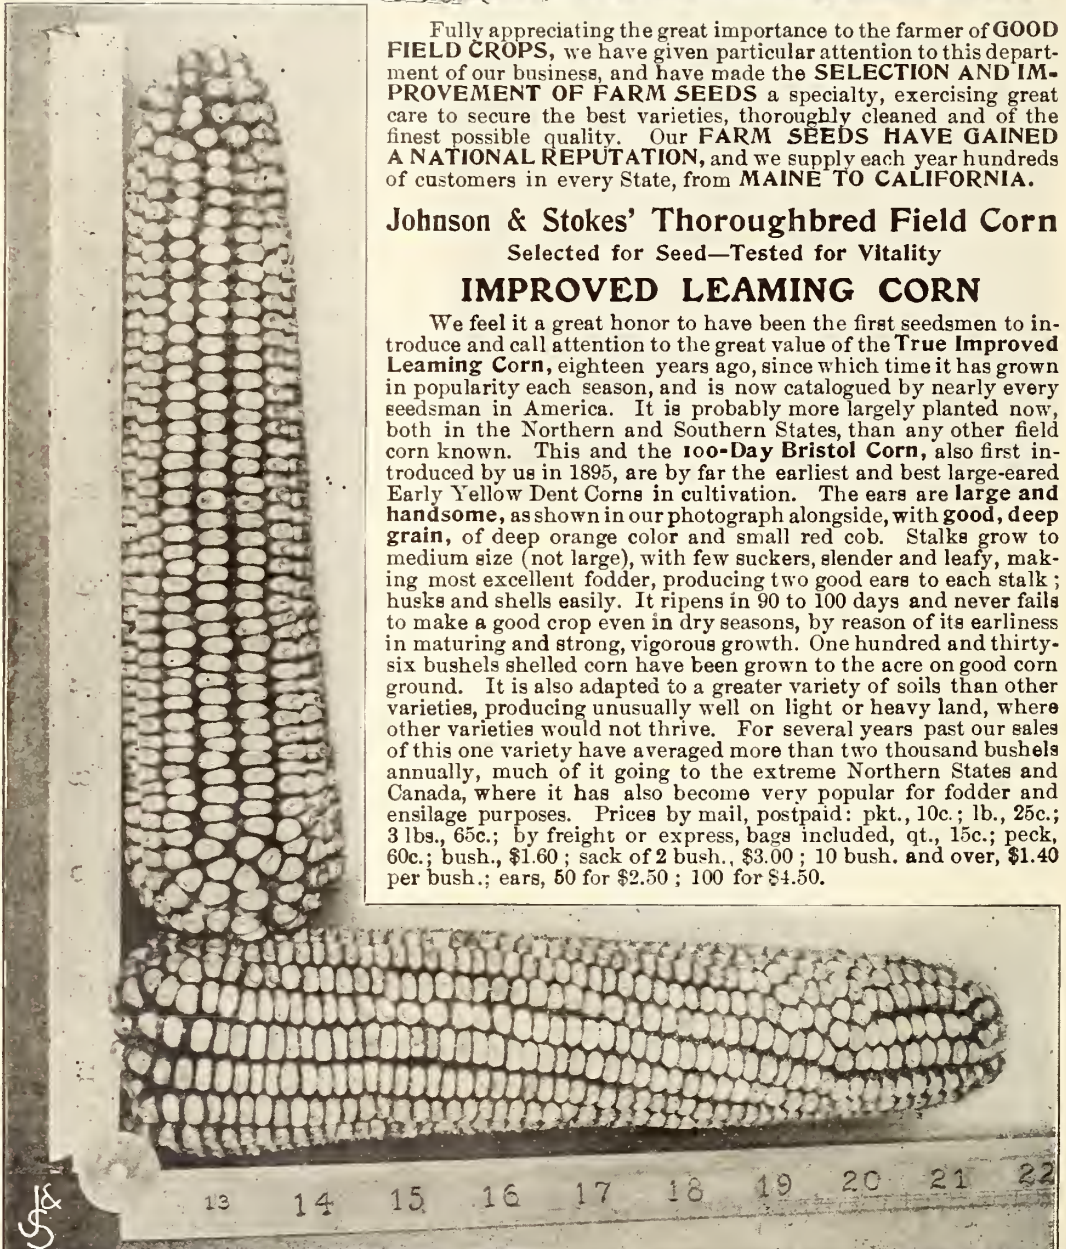 Fully appreciating the great importance to the farmer of GOOD
FIELD CROPS, we have given particular attention to this depart-
ment of our business, and have made the SELECTION AND IM-
PROVEMENT OF FARM SEEDS a specialty, exercising great
care to secure the best varieties, thoroughly cleaned and of the
finest possible quality. Our FARM SEEDS HAVE GAINED
A NATIONAL REPUTATION, and we supply each year hundreds
of customers in every State, from MAINE TO CALIFORNIA.
Johnson & Stokes' Thoroughbred Field Corn
Selected for Seed—Tested for Vitality
IMPROVED LEAMING CORN
We feel it a great honor to have been the first seedsmen to in-
troduce and call attention to the great value of the True Improved
Leaming Corn, eighteen years ago, since which time it has grown
in popularity each season, and is now catalogued by nearly every
seedsman in America. It is probably more largely planted now,
both in the Northern and Southern States, than any other field
corn known. This and the 100-Day Bristol Corn, also first in-
troduced by us in 1895, are by far the earliest and best large-eared
Early Yellow Dent Corns in cultivation. The ears are large and
handsome, as shown in our photograph alongside, with good, deep
grain, of deep orange color and small red cob. Stalks grow to
medium size (not large), with few suckers, slender and leafy, mak-
ing most excellent fodder, producing two good ears to each stalk ;
husks and shells easily. It ripens in 90 to 100 days and never fails
to make a good crop even in dry seasons, by reason of its earliness
in maturing and strong, vigorous growth. One hundred and thirty-
six bushels shelled corn have been grown to the acre on good corn
ground. It is also adapted to a greater variety of soils than other
varieties, producing unusually well on light or heavy land, where
other varieties would not thrive. For several years past our sales
of this one variety have averaged more than two thousand bushels
annually, much of it going to the extreme Northern States and
Canada, where it has also become very popular for fodder and
ensilage purposes. Prices by mail, postpaid: pkt., 10c.; lb., 25c.;
3 lbs., 65c.; by freight or express, bags included, qt., 15c.; peck,
60c.; bush., $1.60 ; sack of 2 bush., $3.00 ; 10 bush. and over, $1.40
per bush.; ears, 50 for $2.50 ; 100 for $4.50.
13 14 15 16 17 18 19 20 21 22
J&S